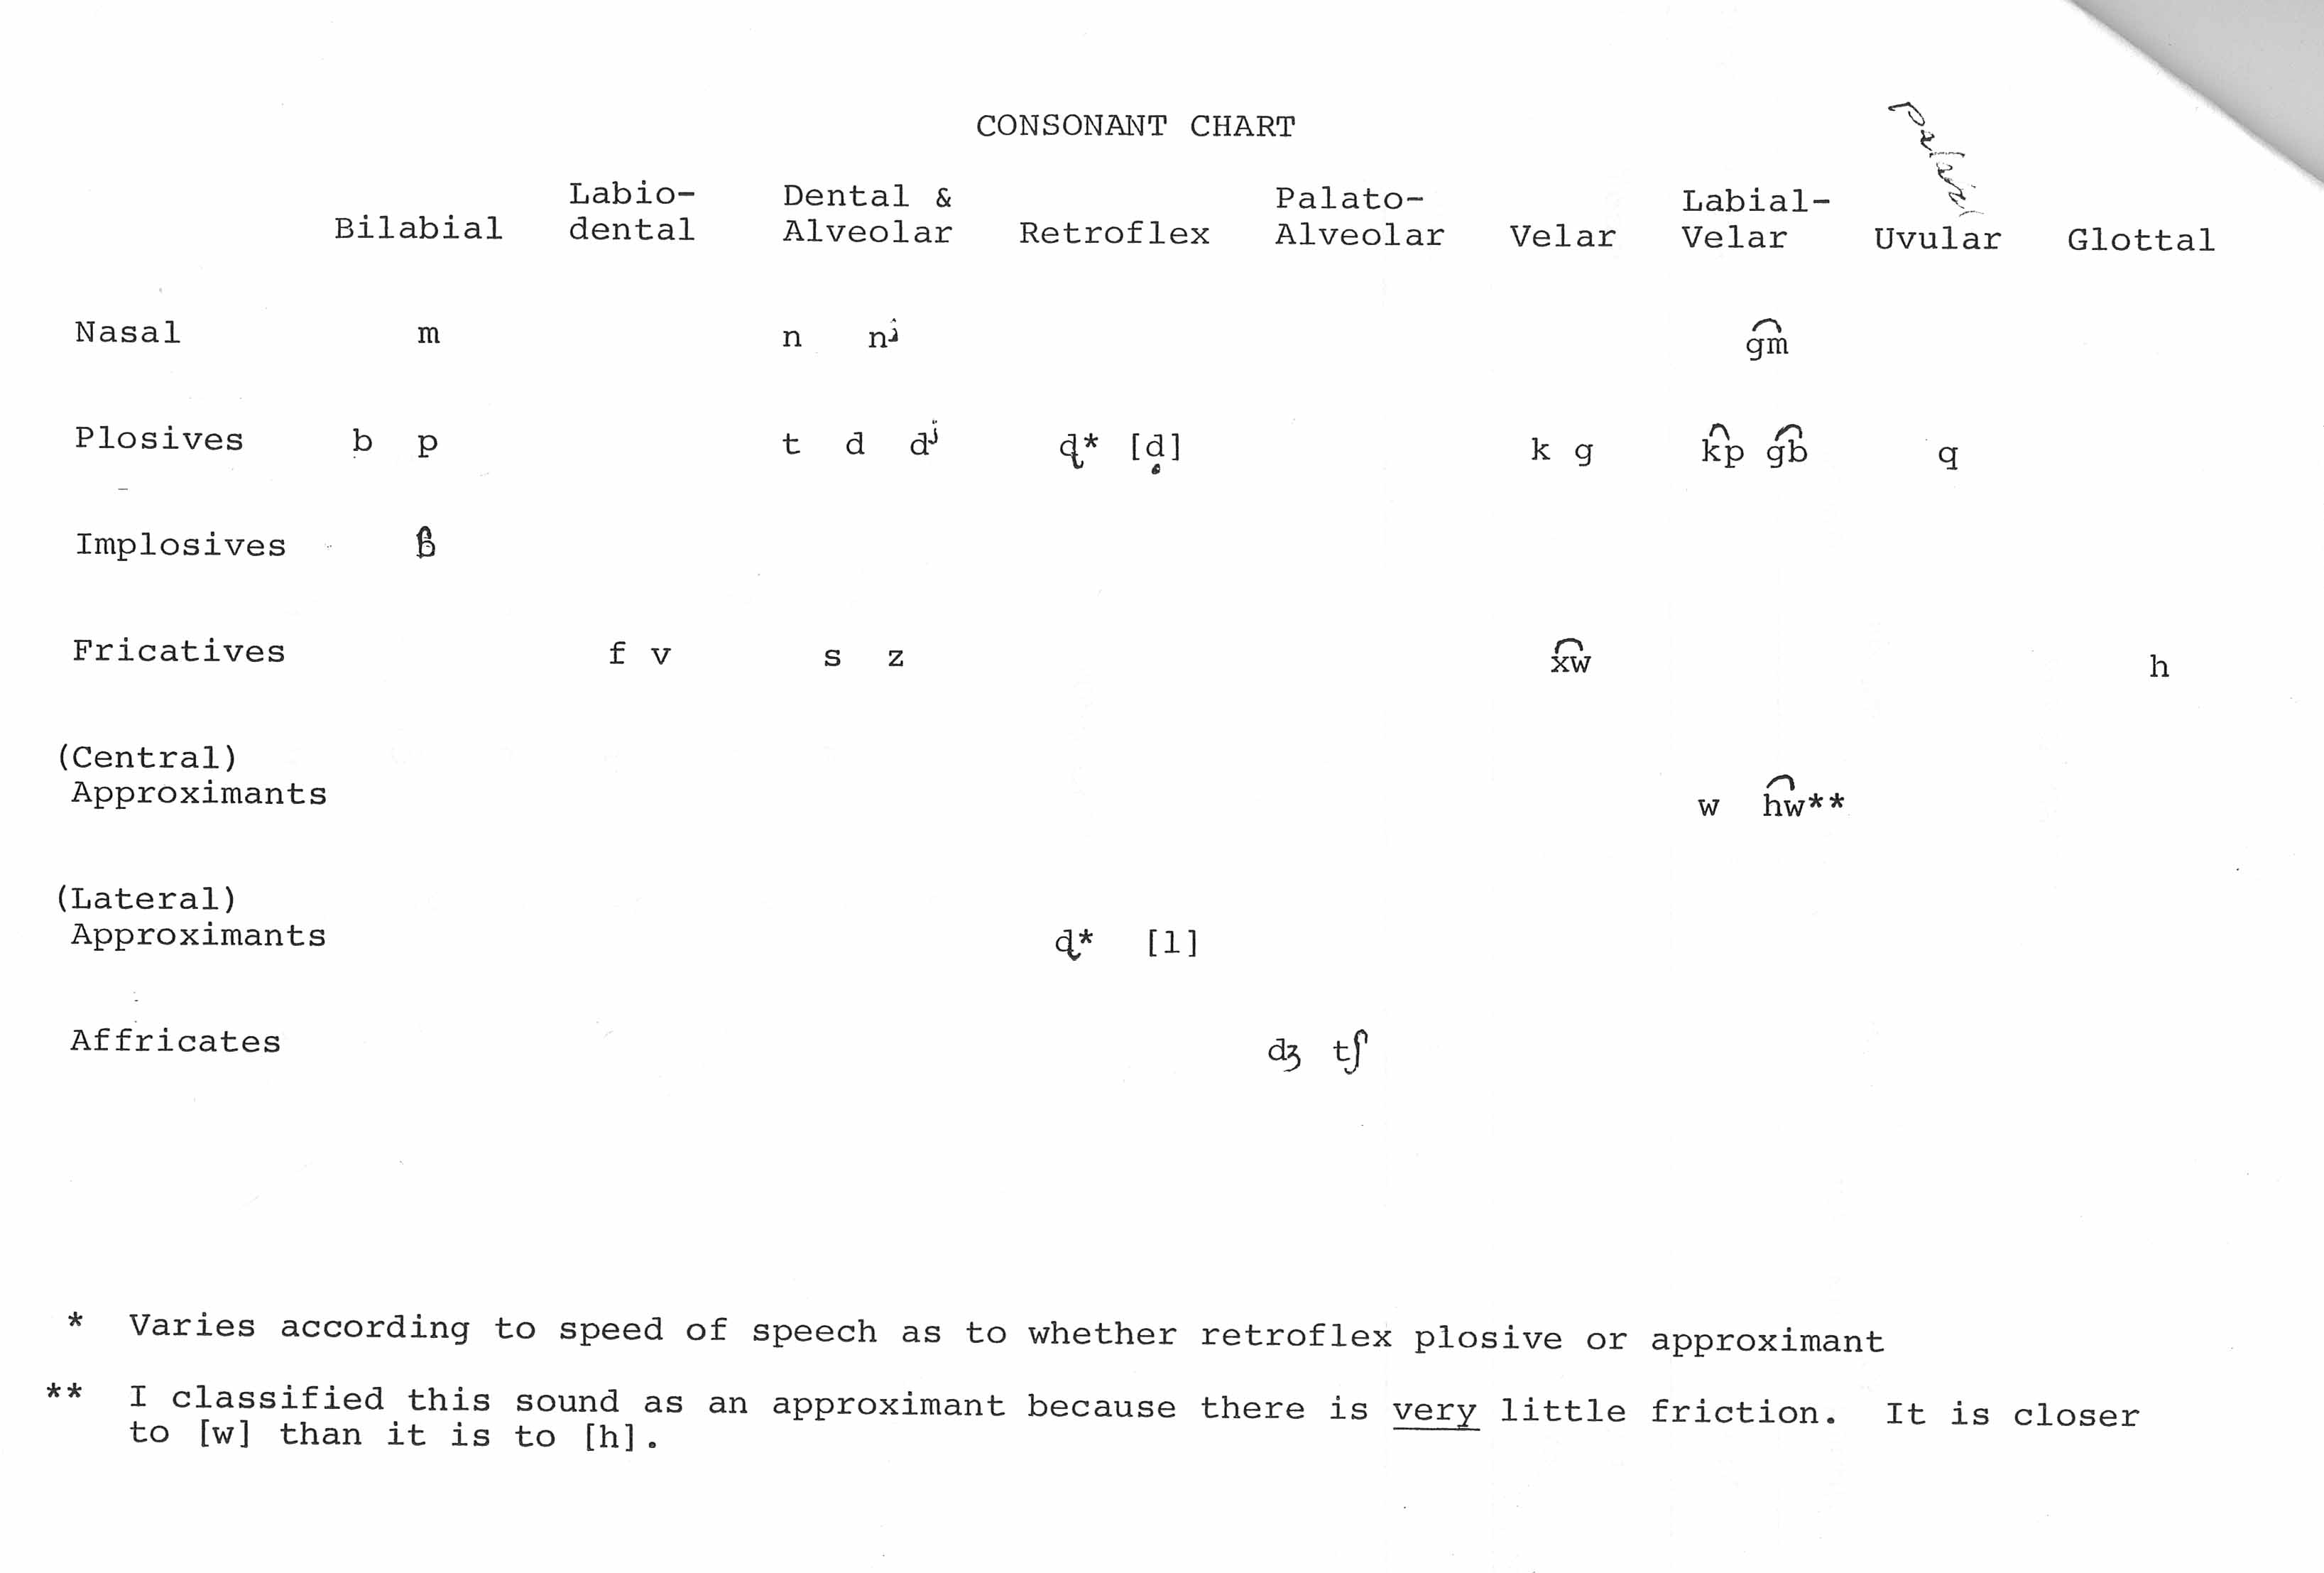 CONSONANT CHART
palatal
Bilabial Labio-dental Dental & Alveolar Retroflex Palato-Alveolar Velar Labial-Velar Uvular Glottal
Nasal m n nʲ g͡m
Plosives b p t d dʲ ɖ* [ḍ] k g k͡p g͡b q
Implosives ɓ
Fricatives f v s z x͡w h
(Central)
Approximants w h͡w**
(Lateral)
Approximants ɖ* [l]
Affricates dʒ tʃ
* Varies according to speed of speech as to whether retroflex plosive or approximant
** I classified this sound as an approximant because there is very little friction. It is closer
to [w] than it is to [h].